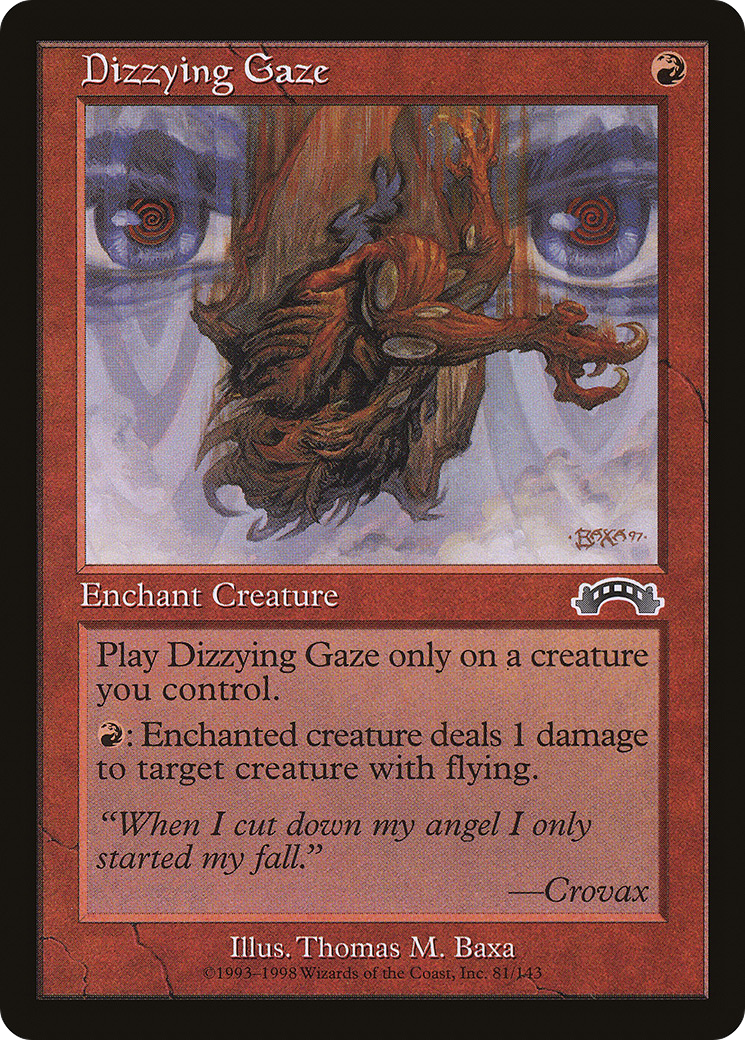 Dizzying Gaze
BAXA 97
Enchant Creature
Play Dizzying Gaze only on a creature
you control.
: Enchanted creature deals 1 damage
to target creature with flying.
“When I cut down my angel I only
started my fall.”
—Crovax
Illus. Thomas M. Baxa
©1993–1998 Wizards of the Coast, Inc. 81/143